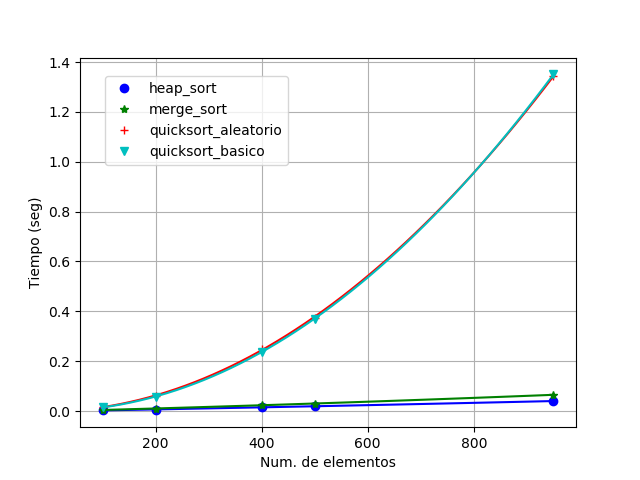 1.4
1.2
1.0
0.8
0.6
0.4
0.2
0.0
Tiempo (seg)
heap_sort
merge_sort
quicksort_aleatorio
quicksort_basico
200 400 600 800
Num. de elementos